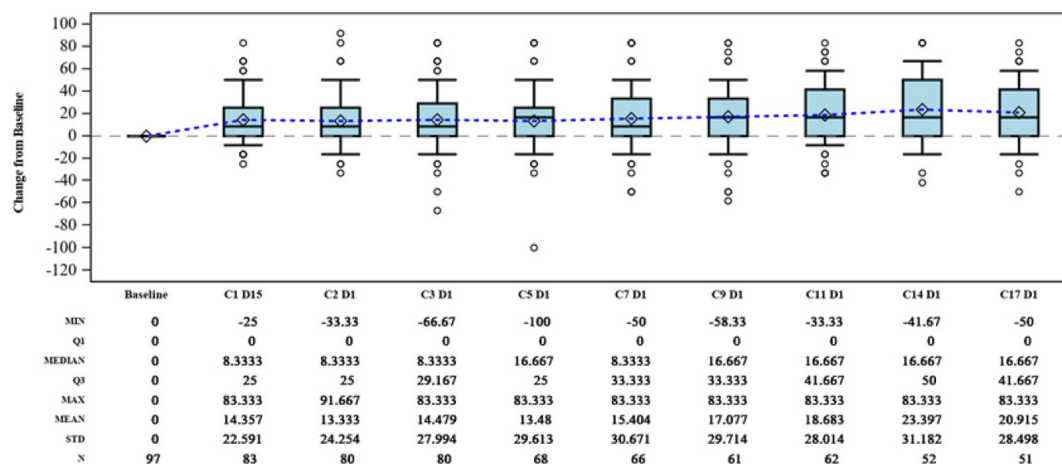 100
80
60
40
20
0
-20
-40
-60
-80
-100
-120
Change from Baseline
Baseline C1 D15 C2 D1 C3 D1 C5 D1 C7 D1 C9 D1 C11 D1 C14 D1 C17 D1
MIN 0 -25 -33.33 -66.67 -100 -50 -58.33 -33.33 -41.67 -50
Q1 0 0 0 0 0 0 0 0 0 0
MEDIAN 0 8.3333 8.3333 8.3333 16.667 8.3333 16.667 16.667 16.667 16.667
Q3 0 25 25 29.167 25 33.333 33.333 41.667 50 41.667
MAX 0 83.333 91.667 83.333 83.333 83.333 83.333 83.333 83.333 83.333
MEAN 0 14.357 13.333 14.479 13.48 15.404 17.077 18.683 23.397 20.915
STD 0 22.591 24.254 27.994 29.613 30.671 29.714 28.014 31.182 28.498
N 97 83 80 80 68 66 61 62 52 51